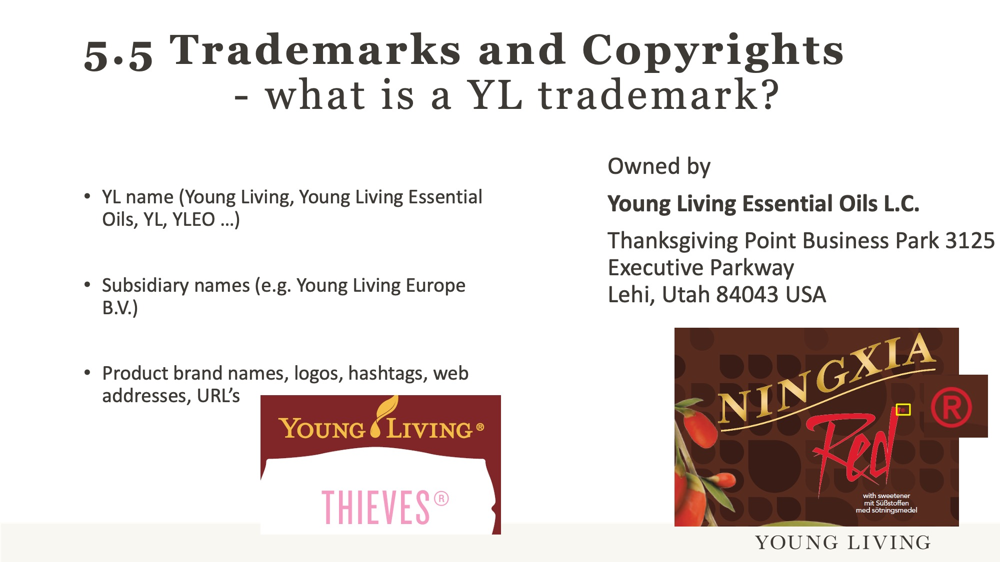 5.5 Trademarks and Copyrights
- what is a YL trademark?
• YL name (Young Living, Young Living Essential
Oils, YL, YLEO ...)
• Subsidiary names (e.g. Young Living Europe
B.V.)
• Product brand names, logos, hashtags, web
addresses, URL’s
Owned by
Young Living Essential Oils L.C.
Thanksgiving Point Business Park 3125
Executive Parkway
Lehi, Utah 84043 USA
YOUNG LIVING®
THIEVES®
NINGXIA
Red®
®
with sweetener
mit Süßstoffen
med sötningsmedel
YOUNG LIVING